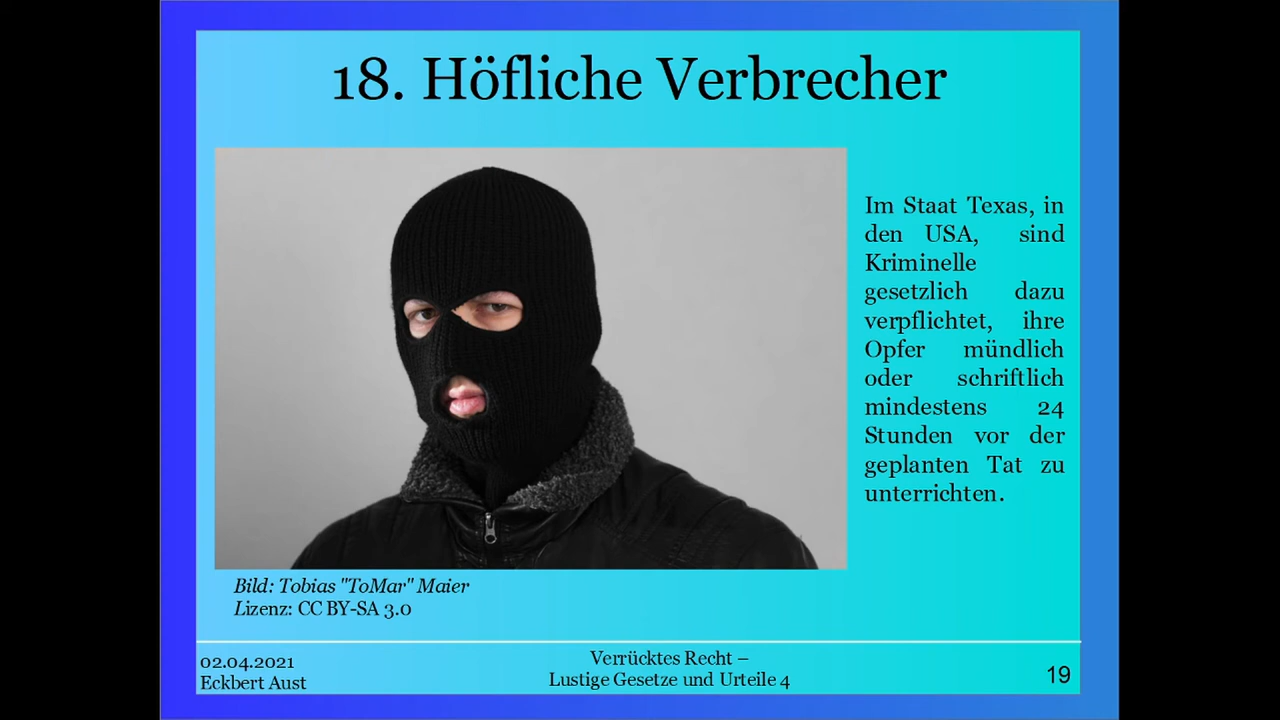 18. Höfliche Verbrecher
Im Staat Texas, in
den USA, sind
Kriminelle
gesetzlich dazu
verpflichtet, ihre
Opfer mündlich
oder schriftlich
mindestens 24
Stunden vor der
geplanten Tat zu
unterrichten.
Bild: Tobias "ToMar" Maier
Lizenz: CC BY-SA 3.0
02.04.2021
Eckbert Aust
Verrücktes Recht –
Lustige Gesetze und Urteile 4
19